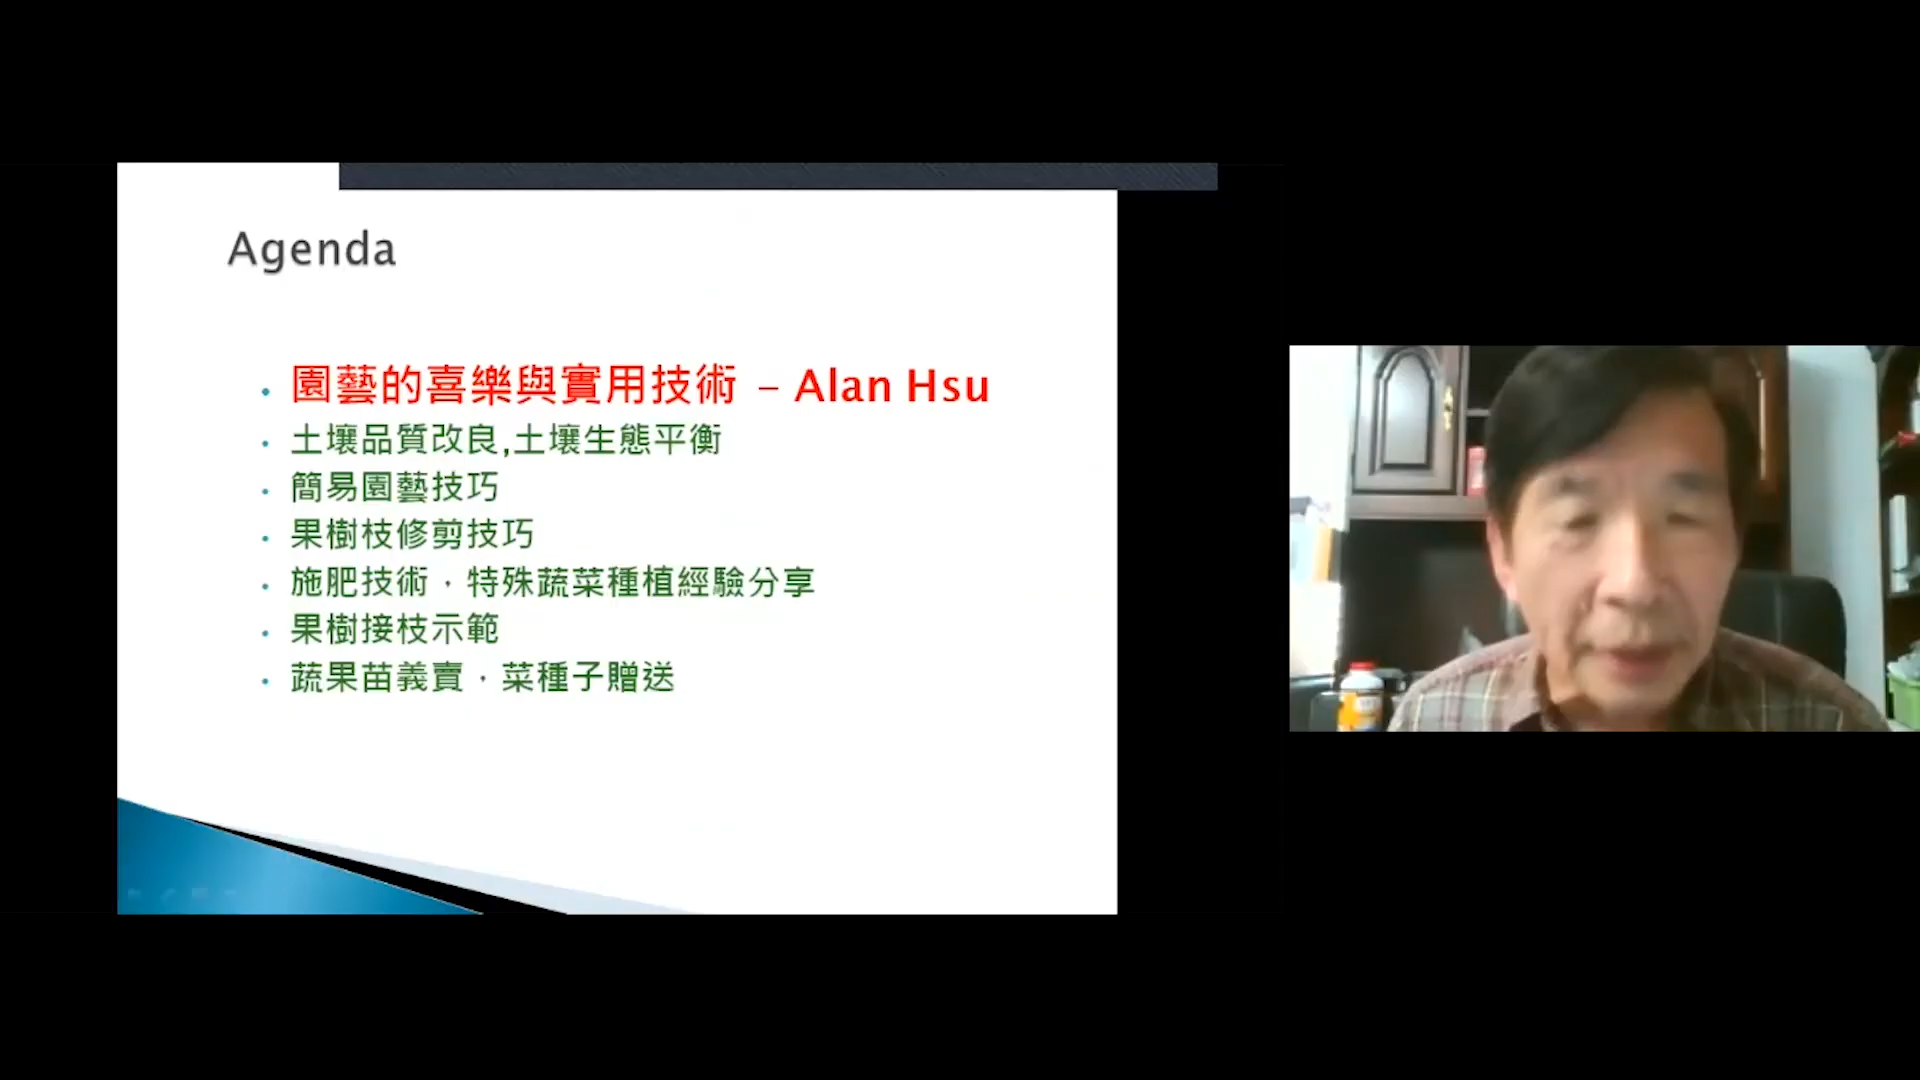 Agenda
園藝的喜樂與實用技術 – Alan Hsu
土壤品質改良,土壤生態平衡
簡易園藝技巧
果樹枝修剪技巧
施肥技術，特殊蔬菜種植經驗分享
果樹接枝示範
蔬果苗義賣，菜種子贈送